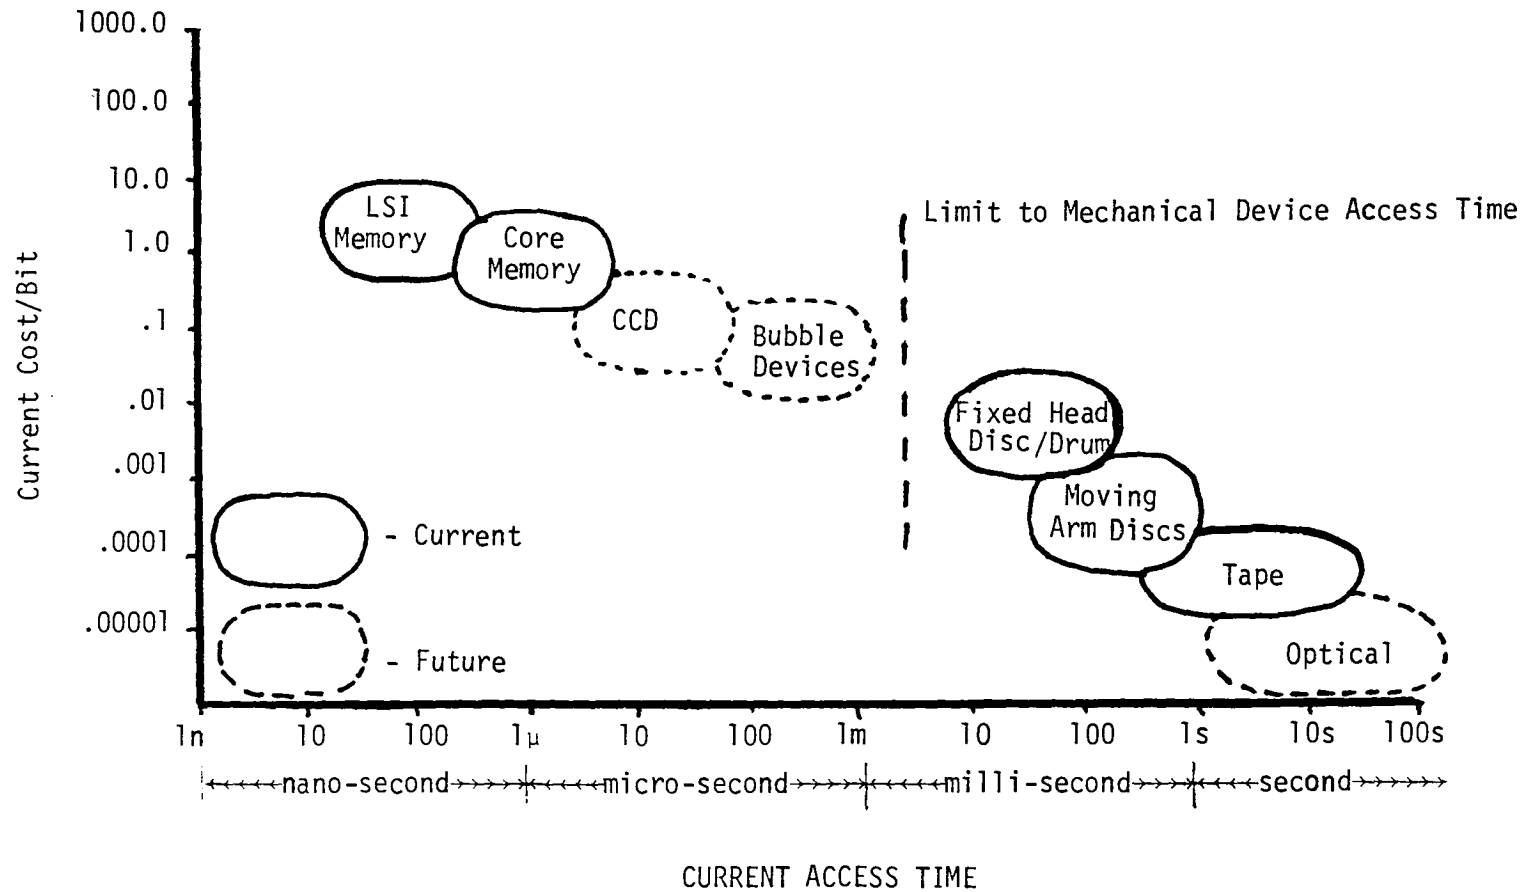 1000.0
100.0
10.0
1.0
.1
.01
.001
.0001
.00001
Current Cost/Bit
LSI
Memory
Core
Memory
CCD
Bubble
Devices
Limit to Mechanical Device Access Time
Fixed Head
Disc/Drum
Moving
Arm Discs
Tape
Optical
- Current
- Future
1n 10 100 1μ 10 100 1m 10 100 1s 10s 100s
nano-second micro-second milli-second second
CURRENT ACCESS TIME